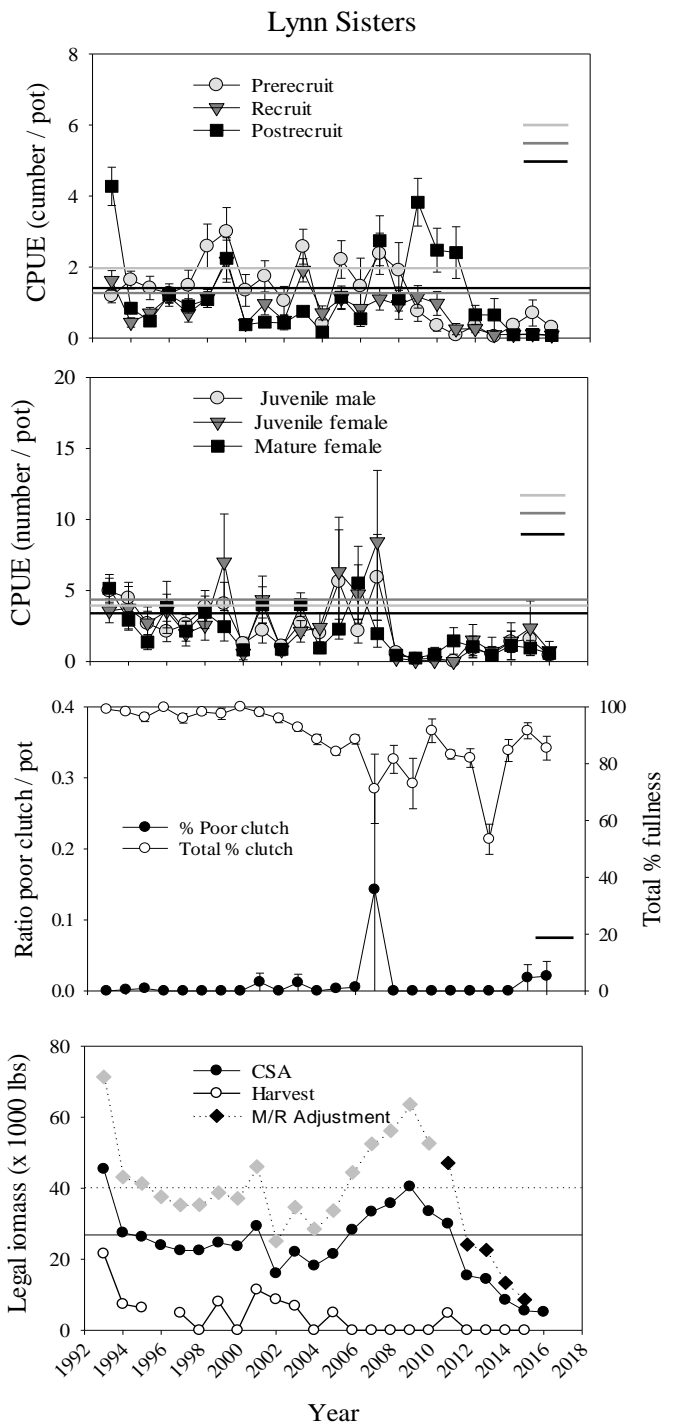 Lynn Sisters
8
6
4
2
0
CPUE (cumber / pot)
Prerecruit
Recruit
Postrecruit
20
15
10
5
0
CPUE (number / pot)
Juvenile male
Juvenile female
Mature female
0.4
0.3
0.2
0.1
0.0
Ratio poor clutch / pot
% Poor clutch
Total % clutch
100
80
60
40
20
0
Total % fullness
80
60
40
20
0
Legal iomass (x 1000 lbs)
CSA
Harvest
M/R Adjustment
1992 1994 1996 1998 2000 2002 2004 2006 2008 2010 2012 2014 2016 2018
Year